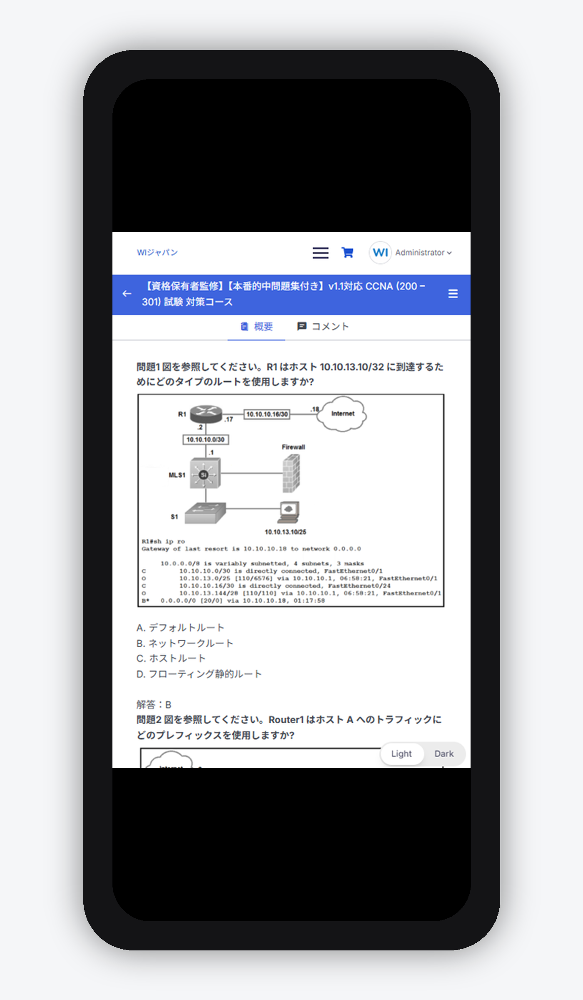 WIジャパン
WI
Administrator
【資格保有者監修】【本番的中問題集付き】v1.1対応 CCNA (200 –
301) 試験 対策コース
概要
コメント
問題1 図を参照してください。R1 はホスト 10.10.13.10/32 に到達するた
めにどのタイプのルートを使用しますか?
R1
.17
10.10.10.16/30
.18
Internet
.2
10.10.10.0/30
.1
Firewall
MLS1
Si
S1
10.10.13.10/25
R1#sh ip ro
Gateway of last resort is 10.10.10.18 to network 0.0.0.0
10.0.0.0/8 is variably subnetted, 4 subnets, 3 masks
C 10.10.10.0/30 is directly connected, FastEthernet0/1
O 10.10.13.0/25 [110/6576] via 10.10.10.1, 06:58:21, FastEthernet0/1
C 10.10.10.16/30 is directly connected, FastEthernet0/24
O 10.10.13.144/28 [110/110] via 10.10.10.1, 06:58:21, FastEthernet0/1
B* 0.0.0.0/0 [20/0] via 10.10.10.18, 01:17:58
A. デフォルトルート
B. ネットワークルート
C. ホストルート
D. フローティング静的ルート
解答：B
問題2 図を参照してください。Router1 はホスト A へのトラフィックに
どのプレフィックスを使用しますか?
Light
Dark